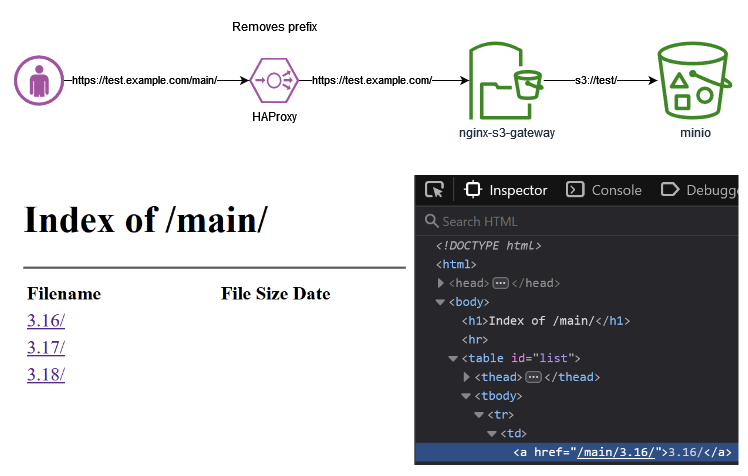 Removes prefix
https://test.example.com/main/
https://test.example.com/
s3://test/
HAProxy
nginx-s3-gateway
minio
Index of /main/
Filename File Size Date
3.16/
3.17/
3.18/
Inspector Console Debugg
Search HTML
<!DOCTYPE html>
<html>
<head> ••• </head>
<body>
<h1>Index of /main/</h1>
<hr>
<table id="list">
<thead> ••• </thead>
<tbody>
<tr>
<td>
<a href="/main/3.16/">3.16/</a>